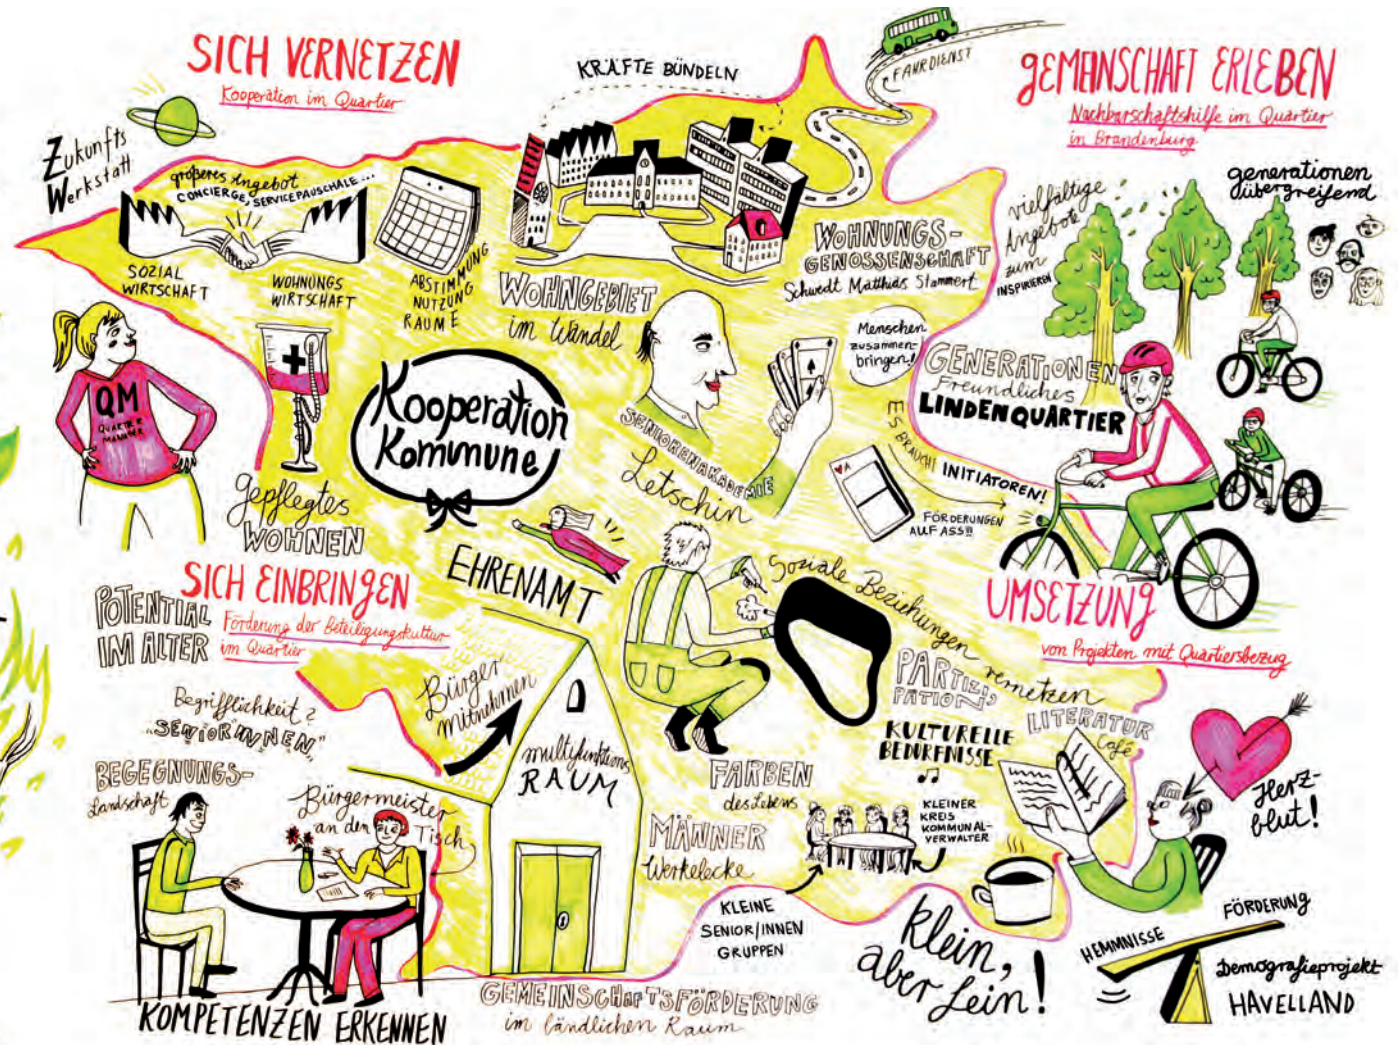 SICH VERNETZEN
Kooperation im Quartier
Zukunfts
Werkstatt
größeres Angebot
CONCIERGE, SERVICEPAUSCHALE...
SOZIAL
WIRTSCHAFT
WOHNUNGS
WIRTSCHAFT
ABSTIMMUNG
NUTZUNG
RÄUME
KRÄFTE BÜNDELN
WOHNGEBIET
im Wandel
FAHRDIENST
WOHNUNGS-
GENOSSENSCHAFT
Schwedt Matthias Stammert
GEMEINSCHAFT ERLEBEN
Nachbarschaftshilfe im Quartier
in Brandenburg
vielfältige
Angebote
zum
INSPIRIEREN
generationen
übergreifend
GENERATIONEN
Freundliches
LINDENQUARTIER
QM
QUARTIER
MANAGER
gepflegtes
WOHNEN
Kooperation
Kommune
Menschen
zusammen-
bringen!
SENIORENAKADEMIE
Letschin
A
ES BRAUCHT INITIATOREN!
FÖRDERUNGEN
AUF ASS!!
SICH EINBRINGEN
Förderung der Beteiligungskultur
im Quartier
POTENTIAL
IM ALTER
Begrifflichkeit?
"SENIORINNEN"
BEGEGNUNGS-
Landschaft
Bürgermeister
an den Tisch
KOMPETENZEN ERKENNEN
EHRENAMT
Bürger
mitnehmen
multifunktions
RAUM
GEMEINSCHAFTSFÖRDERUNG
im ländlichen Raum
Soziale Beziehungen vernetzen
PARTIZI-
PATION
KULTURELLE
BEDÜRFNISSE
FARBEN
des Lebens
MÄNNER
Werkelecke
KLEINER
KREIS
KOMMUNAL-
VERWALTER
KLEINE
SENIOR/INNEN
GRUPPEN
UMSETZUNG
von Projekten mit Quartiersbezug
LITERATUR
Café
Herz-
blut!
klein,
aber fein!
HEMMNISSE
FÖRDERUNG
Demografieprojekt
HAVELLAND